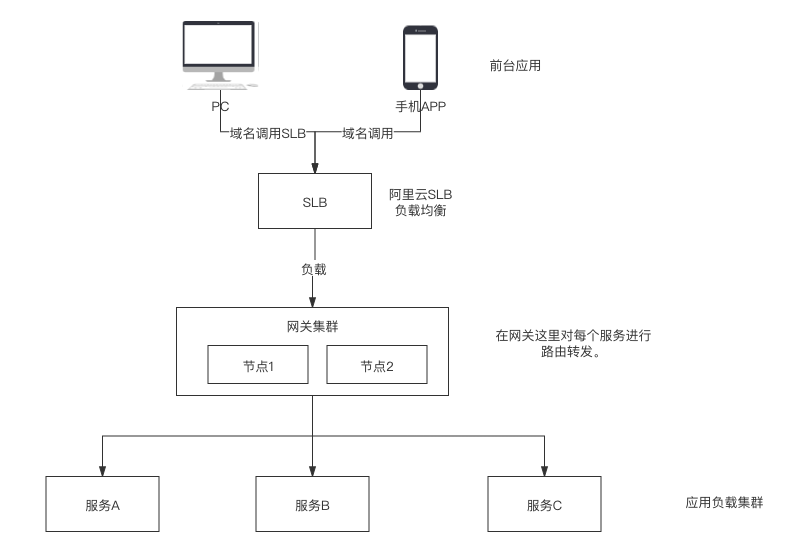 前台应用
PC
手机APP
域名调用SLB
域名调用
SLB
阿里云SLB
负载均衡
负载
网关集群
节点1
节点2
在网关这里对每个服务进行
路由转发。
服务A
服务B
服务C
应用负载集群